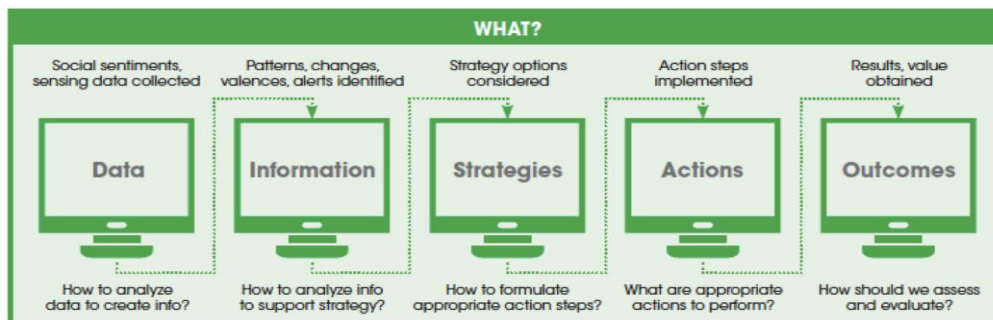 WHAT?
Social sentiments,
sensing data collected
Patterns, changes,
valences, alerts identified
Strategy options
considered
Action steps
implemented
Results, value
obtained
Data
Information
Strategies
Actions
Outcomes
How to analyze
data to create info?
How to analyze info
to support strategy?
How to formulate
appropriate action steps?
What are appropriate
actions to perform?
How should we assess
and evaluate?